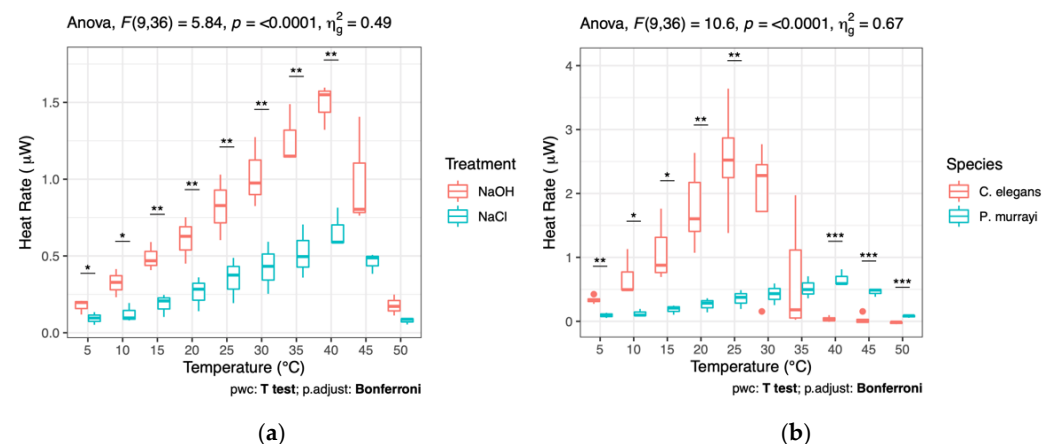 Anova, F(9,36) = 5.84, p = <0.0001, η²g = 0.49
**
**
**
**
**
**
**
*
*
1.5
1.0
0.5
0.0
Heat Rate (μW)
5 10 15 20 25 30 35 40 45 50
Temperature (°C)
pwc: T test; p.adjust: Bonferroni
Treatment
NaOH
NaCl
(a)
Anova, F(9,36) = 10.6, p = <0.0001, η²g = 0.67
**
**
*
*
**
***
***
***
4
3
2
1
0
Heat Rate (μW)
5 10 15 20 25 30 35 40 45 50
Temperature (°C)
pwc: T test; p.adjust: Bonferroni
Species
C. elegans
P. murrayi
(b)